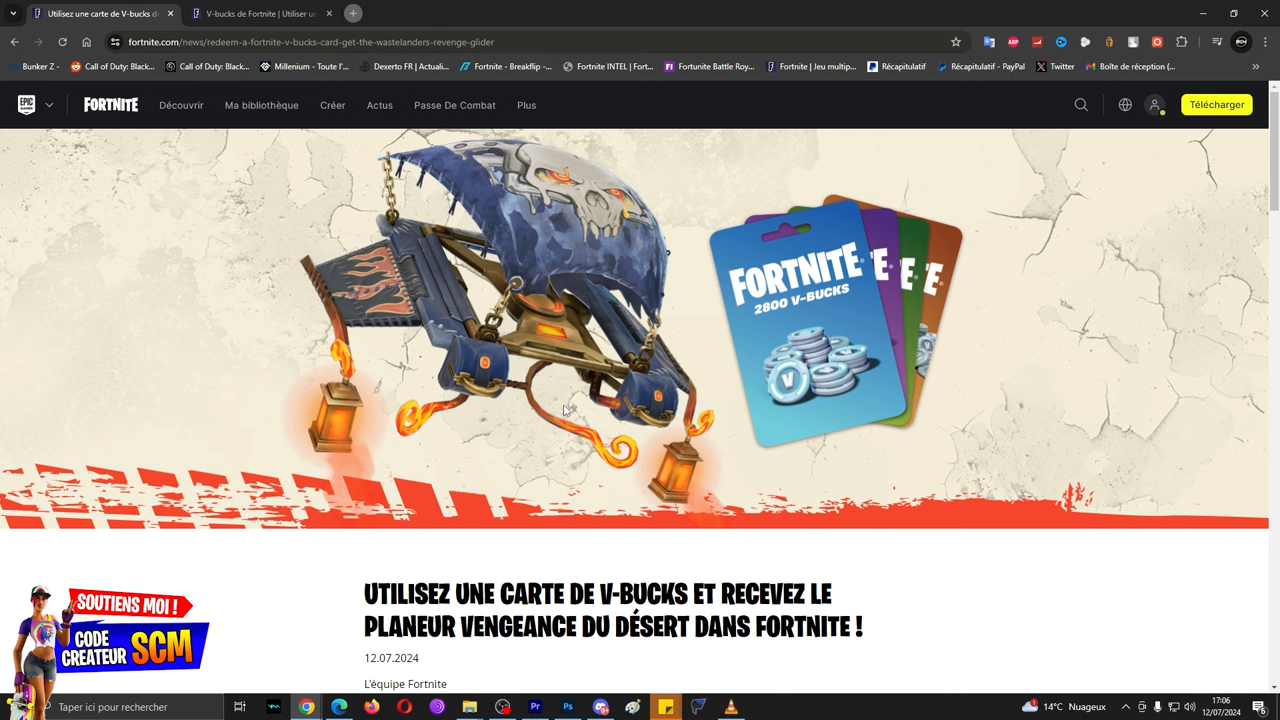 Utilisez une carte de V-bucks de
V-bucks de Fortnite | Utiliser un
fortnite.com/news/redeem-a-fortnite-v-bucks-card-get-the-wastelanders-revenge-glider
Bunker Z -
Call of Duty: Black...
Call of Duty: Black...
Millenium - Toute l'...
Dexerto FR | Actuali...
Fortnite - Breakflip -...
Fortnite INTEL | Fort...
Fortunite Battle Roy...
Fortnite | Jeu multip...
Récapitulatif
Récapitulatif - PayPal
Twitter
Boîte de réception (...
EPIC GAMES
FORTNITE
Découvrir
Ma bibliothèque
Créer
Actus
Passe De Combat
Plus
Télécharger
FORTNITE
2800 V-BUCKS
UTILISEZ UNE CARTE DE V-BUCKS ET RECEVEZ LE
PLANEUR VENGEANCE DU DÉSERT DANS FORTNITE !
12.07.2024
L'équipe Fortnite
SOUTIENS MOI !
CODE
CREATEUR SCM
Taper ici pour rechercher
14°C Nuageux
17:06
12/07/2024